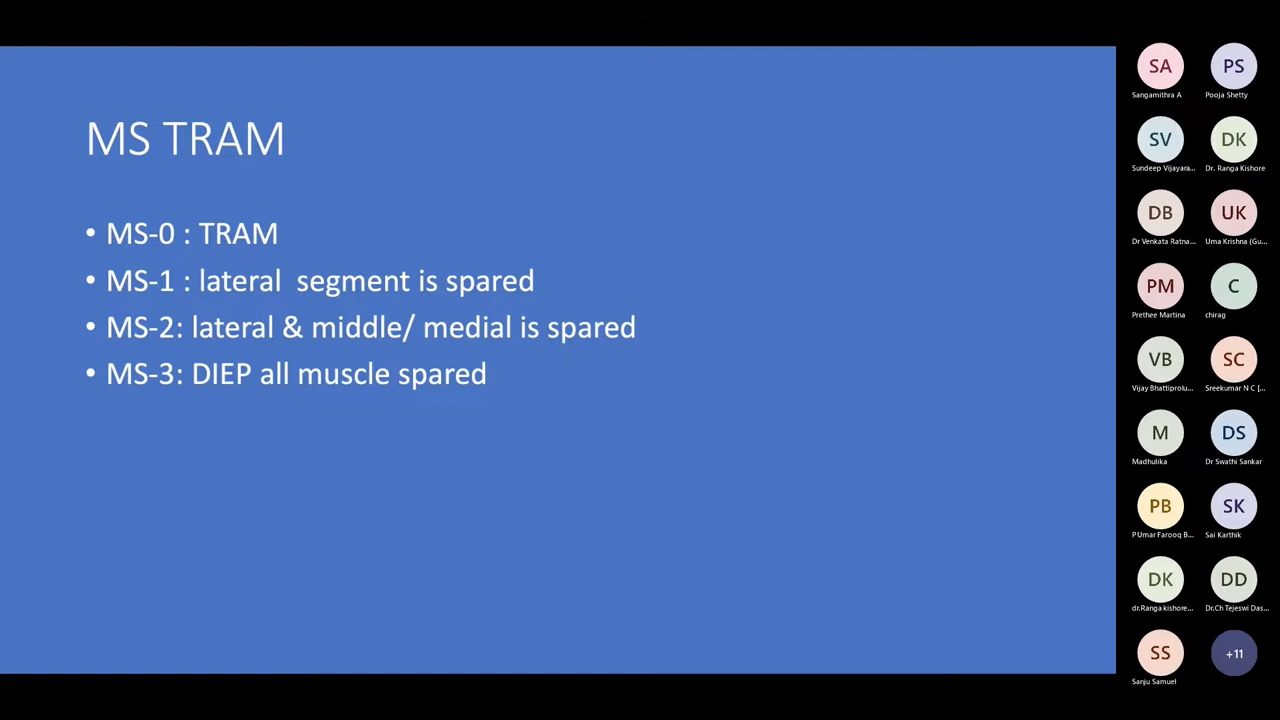 MS TRAM
• MS-0 : TRAM
• MS-1 : lateral  segment is spared
• MS-2: lateral & middle/ medial is spared
• MS-3: DIEP all muscle spared
SA PS
Sangamithra A Pooja Shetty
SV DK
Sundeep Vijayara... Dr. Ranga Kishore
DB UK
Dr Venkata Ratna... Uma Krishna (Gu...
PM C
Prethee Martina chirag
VB SC
Vijay Bhattiprolu... Sreekumar N C [...
M DS
Madhulika Dr Swathi Sankar
PB SK
P Umar Farooq B... Sai Karthik
DK DD
dr.Ranga kishore... Dr.Ch Tejeswi Das...
SS +11
Sanju Samuel